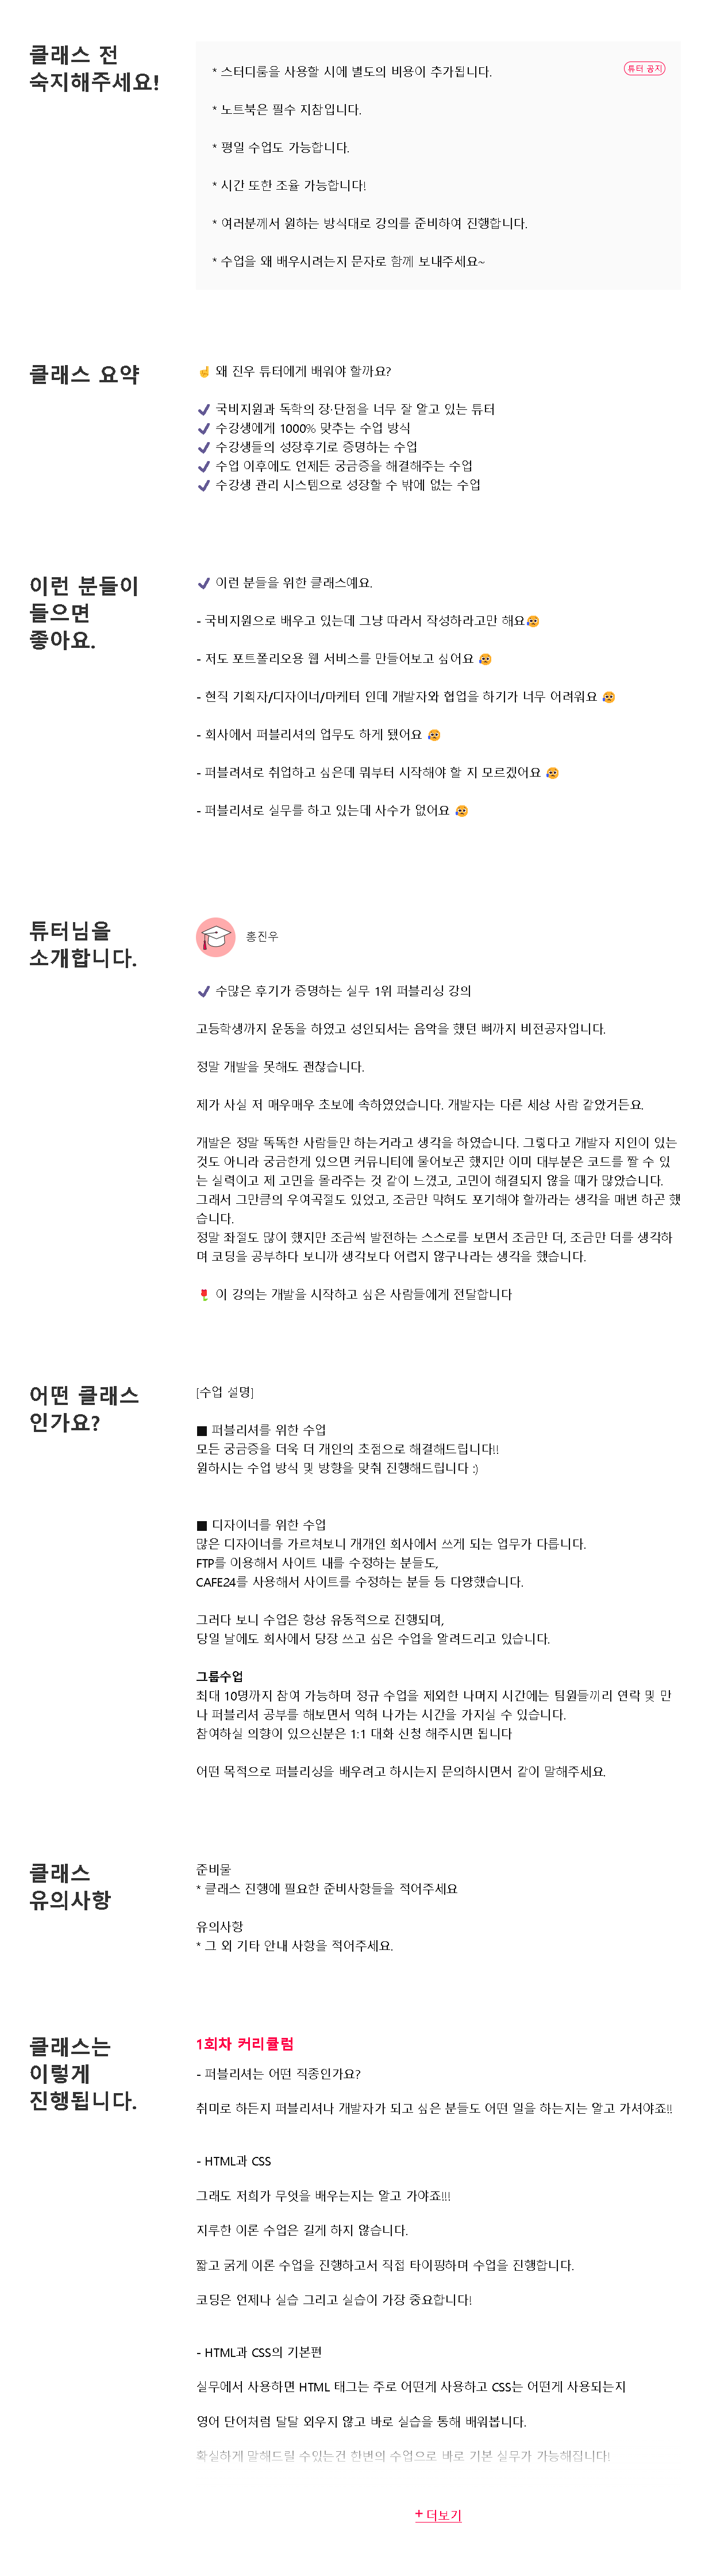 클래스 전
숙지해주세요!
튜터 공지
* 스터디룸을 사용할 시에 별도의 비용이 추가됩니다.
* 노트북은 필수 지참입니다.
* 평일 수업도 가능합니다.
* 시간 또한 조율 가능합니다!
* 여러분께서 원하는 방식대로 강의를 준비하여 진행합니다.
* 수업을 왜 배우시려는지 문자로 함께 보내주세요~
클래스 요약
☝ 왜 진우 튜터에게 배워야 할까요?
✔ 국비지원과 독학의 장·단점을 너무 잘 알고 있는 튜터
✔ 수강생에게 1000% 맞추는 수업 방식
✔ 수강생들의 성장후기로 증명하는 수업
✔ 수업 이후에도 언제든 궁금증을 해결해주는 수업
✔ 수강생 관리 시스템으로 성장할 수 밖에 없는 수업
이런 분들이
들으면
좋아요.
✔ 이런 분들을 위한 클래스예요.
- 국비지원으로 배우고 있는데 그냥 따라서 작성하라고만 해요😥
- 저도 포트폴리오용 웹 서비스를 만들어보고 싶어요 😥
- 현직 기획자/디자이너/마케터 인데 개발자와 협업을 하기가 너무 어려워요 😥
- 회사에서 퍼블리셔의 업무도 하게 됐어요 😥
- 퍼블려셔로 취업하고 싶은데 뭐부터 시작해야 할 지 모르겠어요 😥
- 퍼블리셔로 실무를 하고 있는데 사수가 없어요 😥
튜터님을
소개합니다.
홍진우
✔ 수많은 후기가 증명하는 실무 1위 퍼블리싱 강의
고등학생까지 운동을 하였고 성인되서는 음악을 했던 뼈까지 비전공자입니다.
정말 개발을 못해도 괜찮습니다.
제가 사실 저 매우매우 초보에 속하였었습니다. 개발자는 다른 세상 사람 같았거든요.
개발은 정말 똑똑한 사람들만 하는거라고 생각을 하였습니다. 그렇다고 개발자 지인이 있는
것도 아니라 궁금한게 있으면 커뮤니티에 물어보곤 했지만 이미 대부분은 코드를 짤 수 있
는 실력이고 제 고민을 몰라주는 것 같이 느꼈고, 고민이 해결되지 않을 때가 많았습니다.
그래서 그만큼의 우여곡절도 있었고, 조금만 막혀도 포기해야 할까라는 생각을 매번 하곤 했
습니다.
정말 좌절도 많이 했지만 조금씩 발전하는 스스로를 보면서 조금만 더, 조금만 더를 생각하
며 코딩을 공부하다 보니까 생각보다 어렵지 않구나라는 생각을 했습니다.
🌷 이 강의는 개발을 시작하고 싶은 사람들에게 전달합니다
어떤 클래스
인가요?
[수업 설명]
■ 퍼블리셔를 위한 수업
모든 궁금증을 더욱 더 개인의 초점으로 해결해드립니다!!
원하시는 수업 방식 및 방향을 맞춰 진행해드립니다 :)
■ 디자이너를 위한 수업
많은 디자이너를 가르쳐보니 개개인 회사에서 쓰게 되는 업무가 다릅니다.
FTP를 이용해서 사이트 내를 수정하는 분들도,
CAFE24를 사용해서 사이트를 수정하는 분들 등 다양했습니다.
그러다 보니 수업은 항상 유동적으로 진행되며,
당일 날에도 회사에서 당장 쓰고 싶은 수업을 알려드리고 있습니다.
그룹수업
최대 10명까지 참여 가능하며 정규 수업을 제외한 나머지 시간에는 팀원들끼리 연락 및 만
나 퍼블리셔 공부를 해보면서 익혀 나가는 시간을 가지실 수 있습니다.
참여하실 의향이 있으신분은 1:1 대화 신청 해주시면 됩니다
어떤 목적으로 퍼블리싱을 배우려고 하시는지 문의하시면서 같이 말해주세요.
클래스
유의사항
준비물
* 클래스 진행에 필요한 준비사항들을 적어주세요
유의사항
* 그 외 기타 안내 사항을 적어주세요.
클래스는
이렇게
진행됩니다.
1회차 커리큘럼
- 퍼블리셔는 어떤 직종인가요?
취미로 하든지 퍼블리셔나 개발자가 되고 싶은 분들도 어떤 일을 하는지는 알고 가셔야죠!!
- HTML과 CSS
그래도 저희가 무엇을 배우는지는 알고 가야죠!!!
지루한 이론 수업은 길게 하지 않습니다.
짧고 굵게 이론 수업을 진행하고서 직접 타이핑하며 수업을 진행합니다.
코딩은 언제나 실습 그리고 실습이 가장 중요합니다!
- HTML과 CSS의 기본편
실무에서 사용하면 HTML 태그는 주로 어떤게 사용하고 CSS는 어떤게 사용되는지
영어 단어처럼 달달 외우지 않고 바로 실습을 통해 배워봅니다.
확실하게 말해드릴 수있는건 한번의 수업으로 바로 기본 실무가 가능해집니다!
+ 더보기